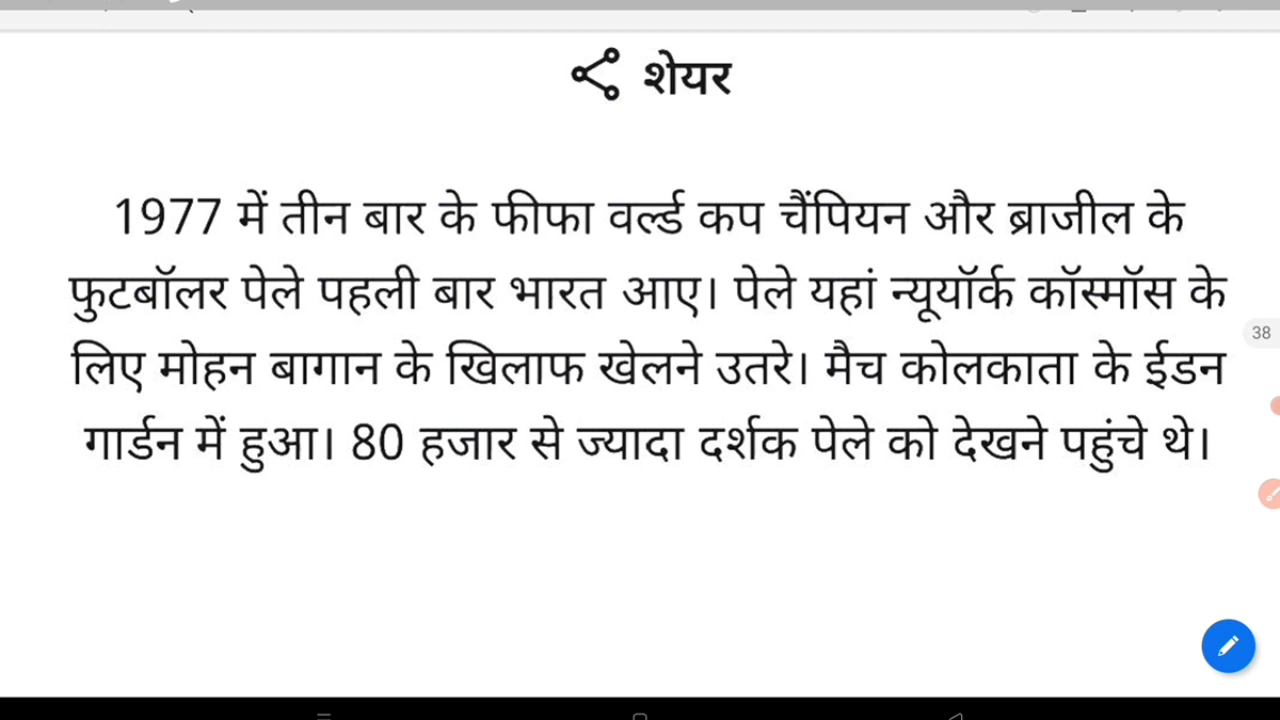 शेयर
1977 में तीन बार के फीफा वर्ल्ड कप चैंपियन और ब्राजील के
फुटबॉलर पेले पहली बार भारत आए। पेले यहां न्यूयॉर्क कॉस्मॉस के
लिए मोहन बागान के खिलाफ खेलने उतरे। मैच कोलकाता के ईडन
गार्डन में हुआ। 80 हजार से ज्यादा दर्शक पेले को देखने पहुंचे थे।
38